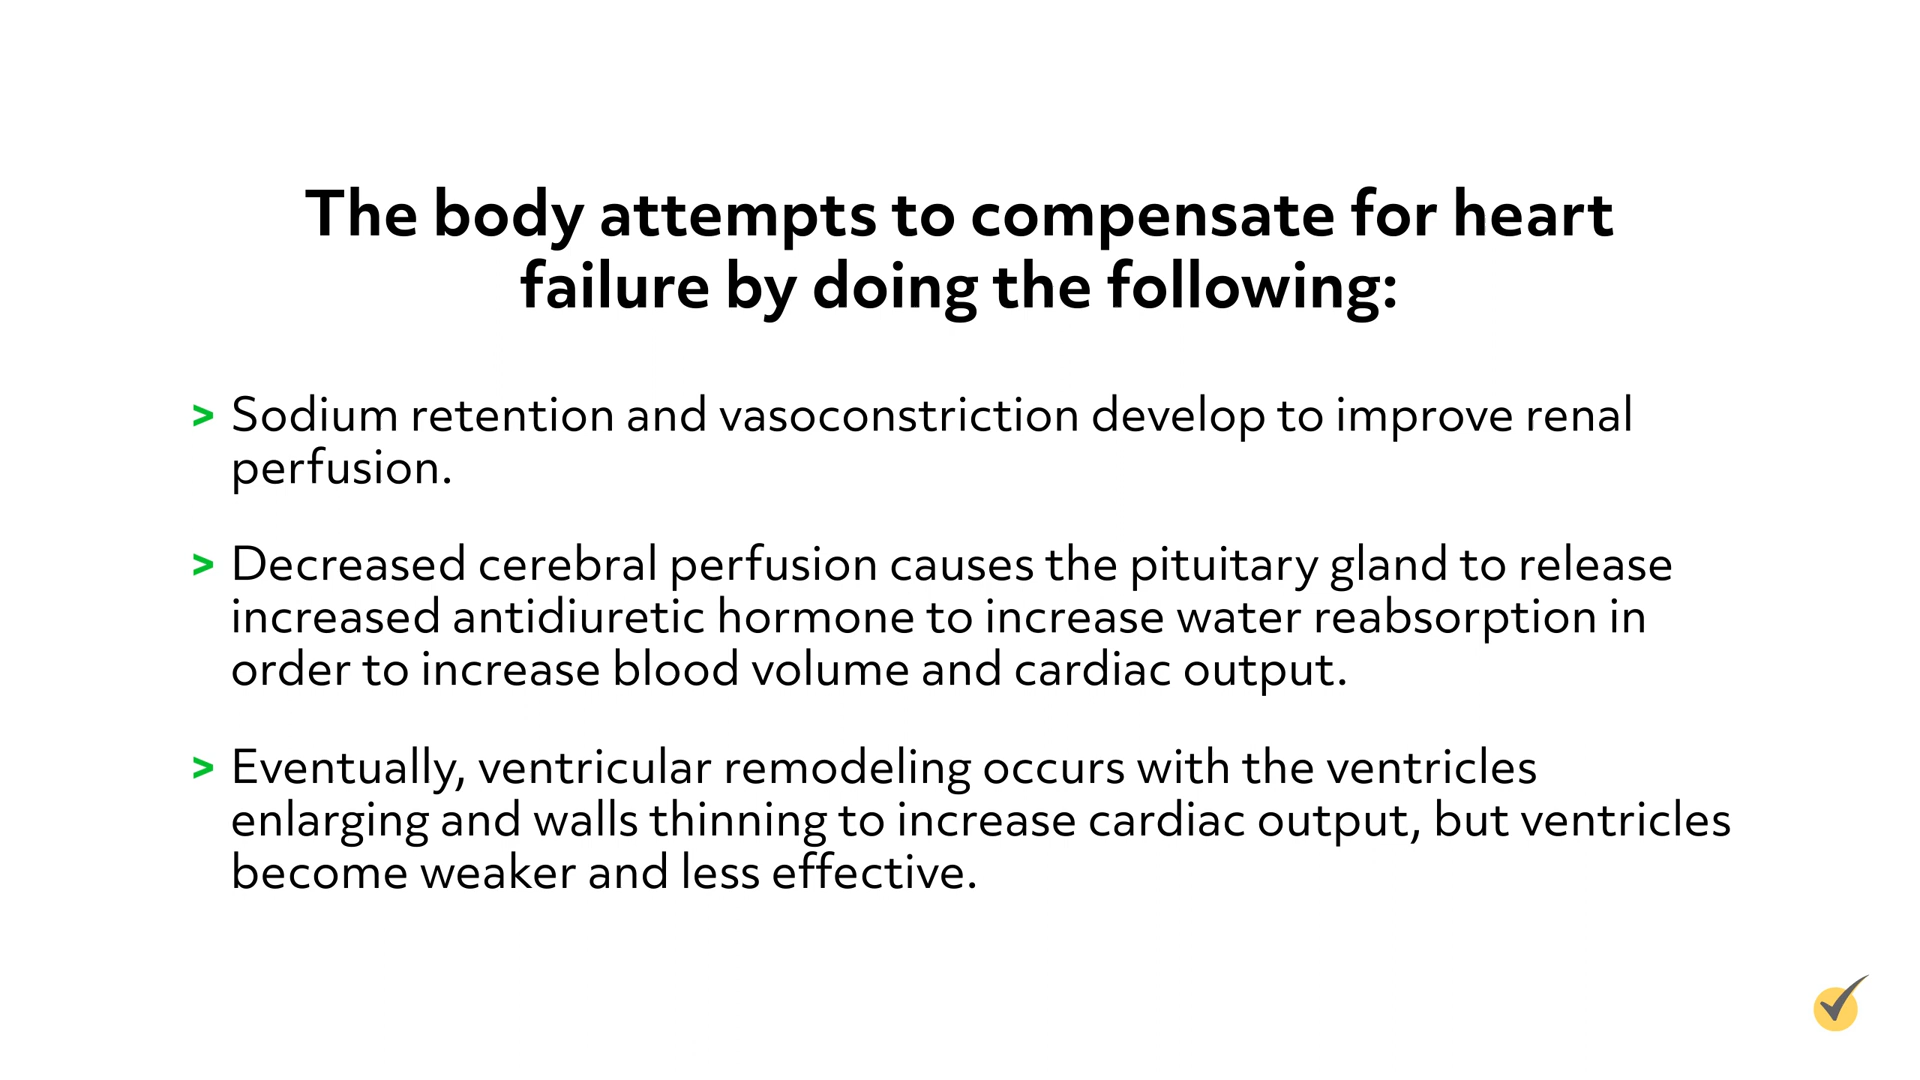 The body attempts to compensate for heart
failure by doing the following:
> Sodium retention and vasoconstriction develop to improve renal
perfusion.
> Decreased cerebral perfusion causes the pituitary gland to release
increased antidiuretic hormone to increase water reabsorption in
order to increase blood volume and cardiac output.
> Eventually, ventricular remodeling occurs with the ventricles
enlarging and walls thinning to increase cardiac output, but ventricles
become weaker and less effective.